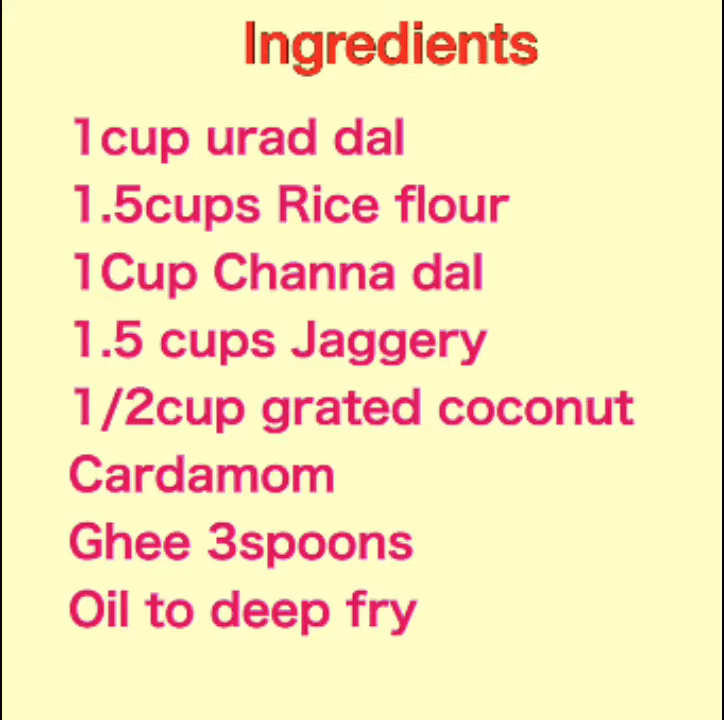 Ingredients
1cup urad dal
1.5cups Rice flour
1Cup Channa dal
1.5 cups Jaggery
1/2cup grated coconut
Cardamom
Ghee 3spoons
Oil to deep fry